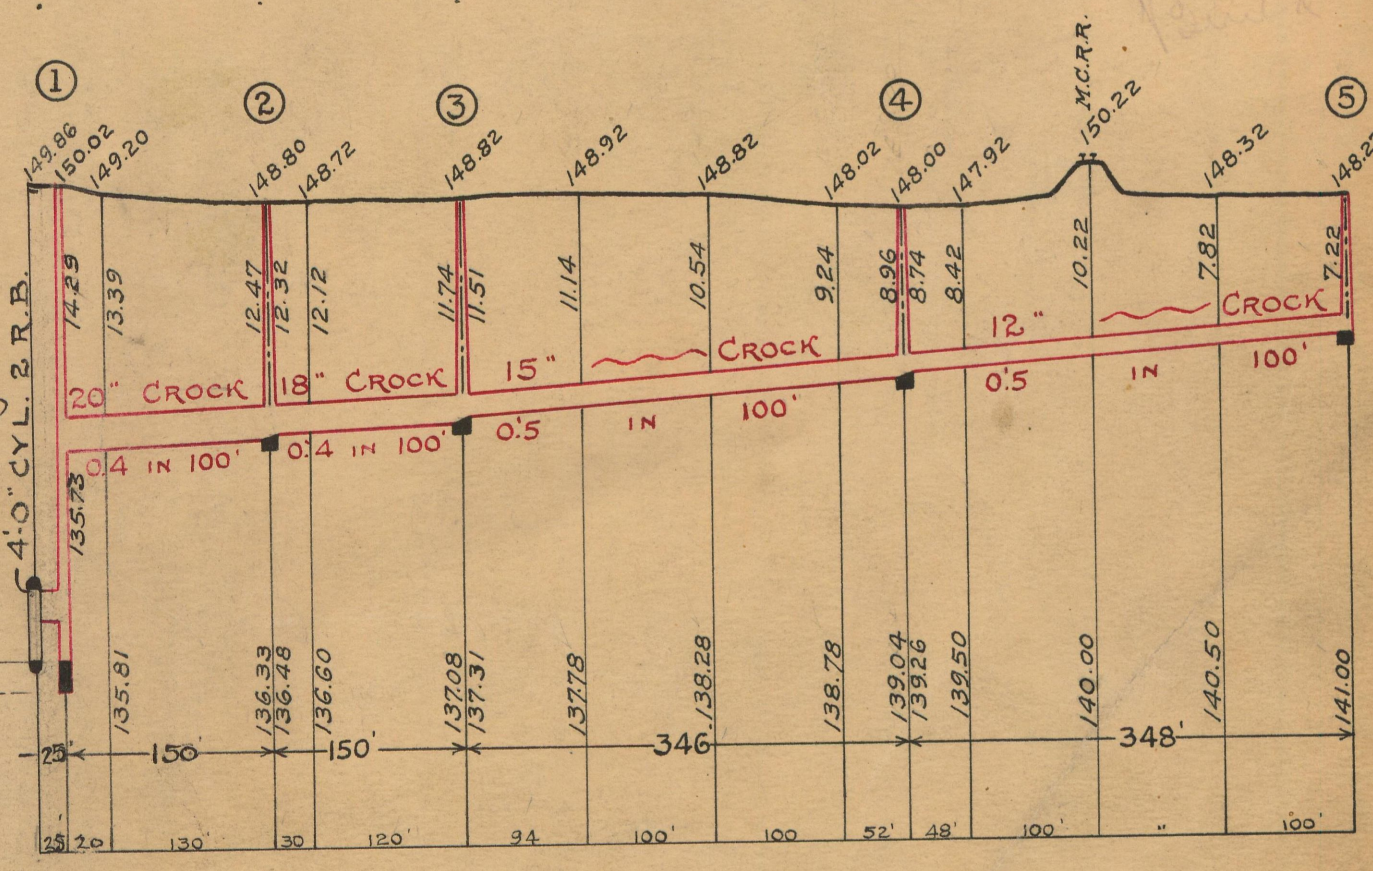 ① ② ③ ④ ⑤
M.C.R.R.
149.86 150.02 149.20 148.80 148.72 148.82 148.92 148.82 148.02 148.00 147.92 150.22 148.32
14.29 13.39 12.47 12.32 12.12 11.74 11.51 11.14 10.54 9.24 8.96 8.74 8.42 10.22 7.82 7.22
4'-0" CYL. 2 R.B.
20" CROCK 18" CROCK 15" CROCK 12" CROCK
0.4 IN 100' 0.4 IN 100' 0.5 IN 100' 0.5 IN 100'
135.73
135.81 136.33 136.48 136.60 137.08 137.31 137.78 138.28 138.78 139.04 139.26 139.50 140.00 140.50 141.00
25' 150' 150' 346 348'
25' 20 130' 30 120' 94 100' 100 52' 48' 100' " 100'